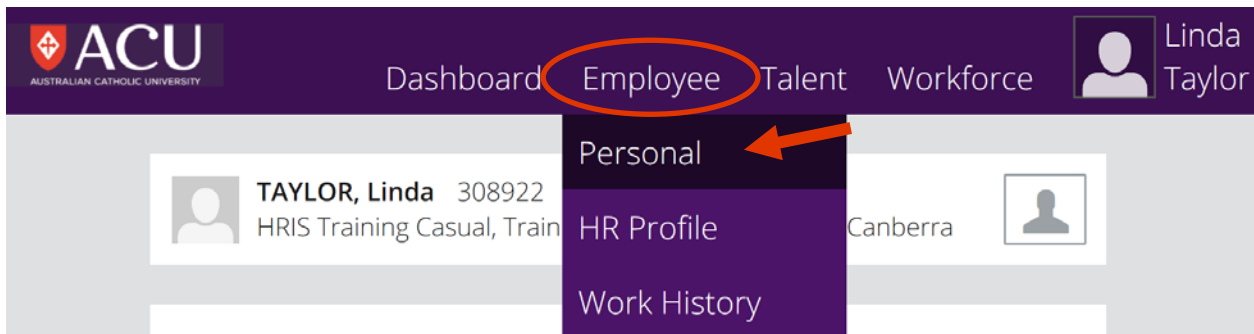 ACU
AUSTRALIAN CATHOLIC UNIVERSITY
Dashboard Employee Talent Workforce
Linda
Taylor
Personal
TAYLOR, Linda 308922
HRIS Training Casual, Train
Canberra
HR Profile
Work History